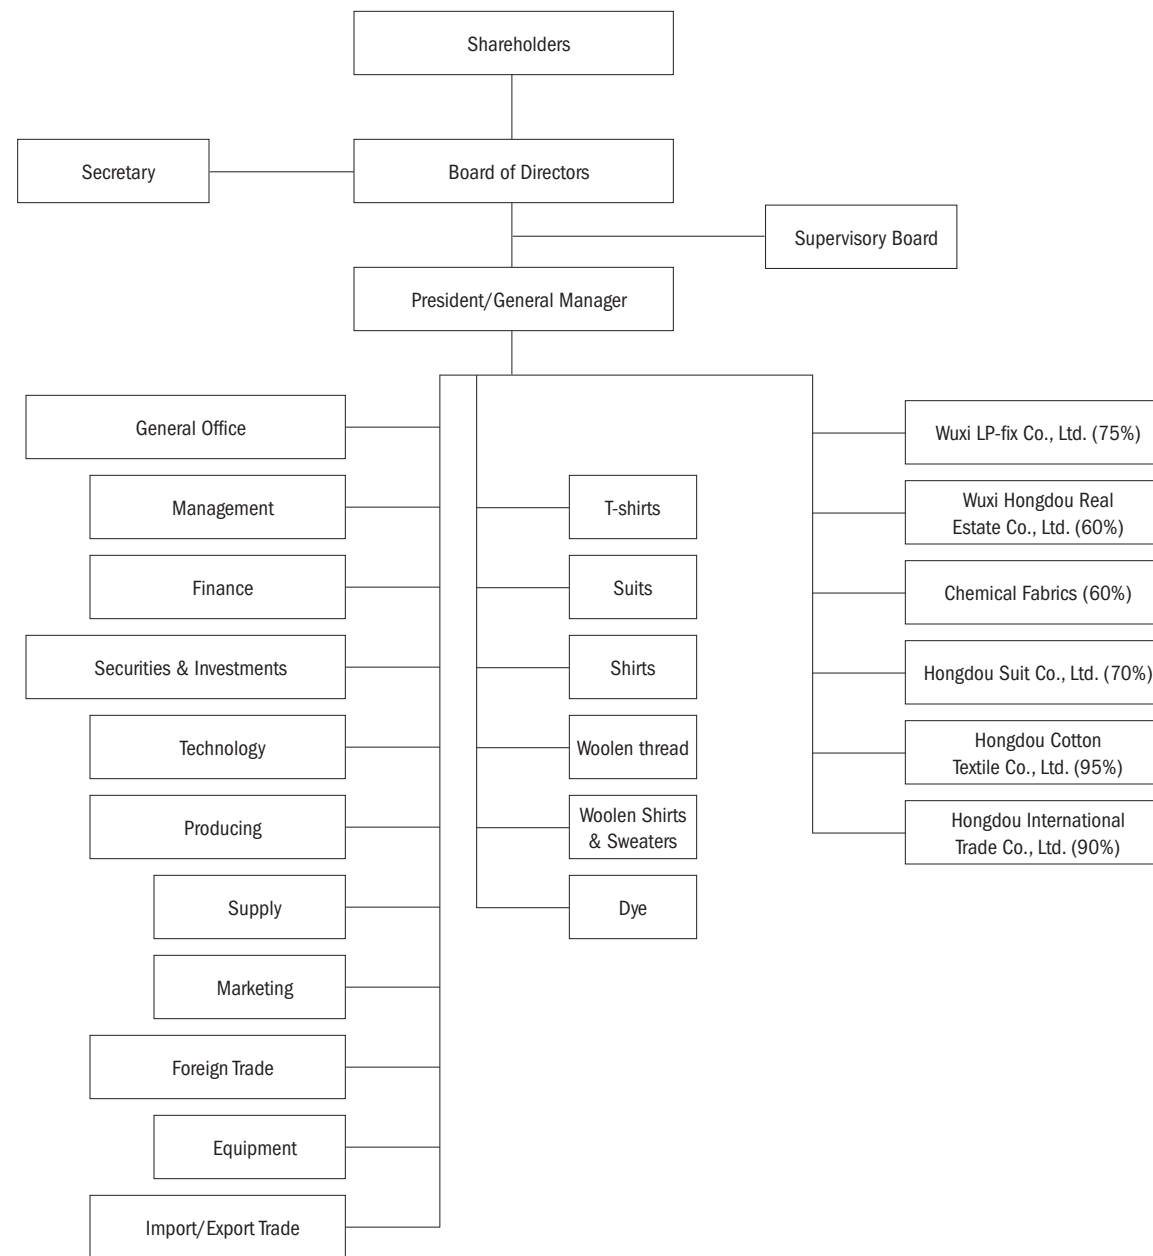 Shareholders
Secretary
Board of Directors
Supervisory Board
President/General Manager
General Office
Management
Finance
Securities & Investments
Technology
Producing
Supply
Marketing
Foreign Trade
Equipment
Import/Export Trade
T-shirts
Suits
Shirts
Woolen thread
Woolen Shirts
& Sweaters
Dye
Wuxi LP-fix Co., Ltd. (75%)
Wuxi Hongdou Real
Estate Co., Ltd. (60%)
Chemical Fabrics (60%)
Hongdou Suit Co., Ltd. (70%)
Hongdou Cotton
Textile Co., Ltd. (95%)
Hongdou International
Trade Co., Ltd. (90%)